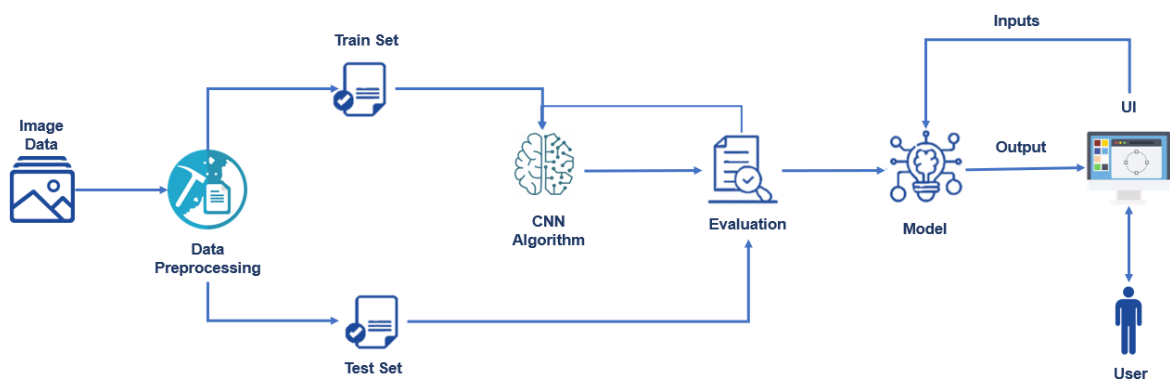 Image
Data
Data
Preprocessing
Train Set
Test Set
CNN
Algorithm
Evaluation
Model
Inputs
Output
UI
User